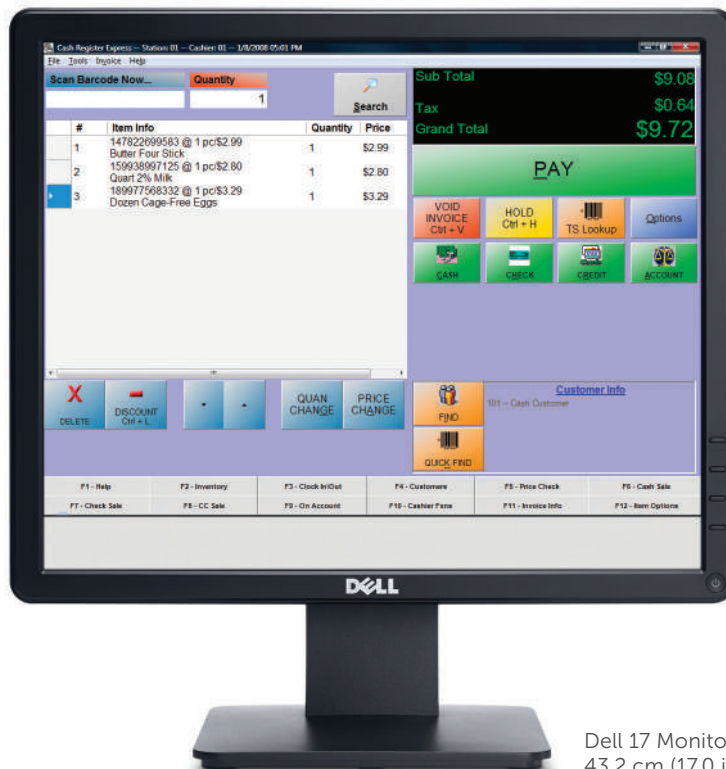 Cash Register Express -- Station: 01 -- Cashier: 01 -- 1/8/2008 05:01 PM
File Tools Invoice Help
Scan Barcode Now... Quantity
1
Search
Sub Total $9.08
Tax $0.64
Grand Total $9.72
# Item Info Quantity Price
1 147822699583 @ 1 pc/$2.99 1 $2.99
Butter Four Stick
2 159938997125 @ 1 pc/$2.80 1 $2.80
Quart 2% Milk
3 189977568332 @ 1 pc/$3.29 1 $3.29
Dozen Cage-Free Eggs
PAY
VOID INVOICE Ctrl + V
HOLD Ctrl + H
TS Lookup
Options
CASH CHECK CREDIT ACCOUNT
DELETE
DISCOUNT Ctrl + L
QUAN CHANGE
PRICE CHANGE
FIND
Customer Info
101 -- Cash Customer
QUICK FIND
F1 - Help F2 - Inventory F3 - Clock In/Out F4 - Customers F5 - Price Check F6 - Cash Sale
F7 - Check Sale F8 - CC Sale F9 - On Account F10 - Cashier Fans F11 - Invoice Info F12 - Item Options
DELL
Dell 17 Monito
43.2 cm (17.0 i